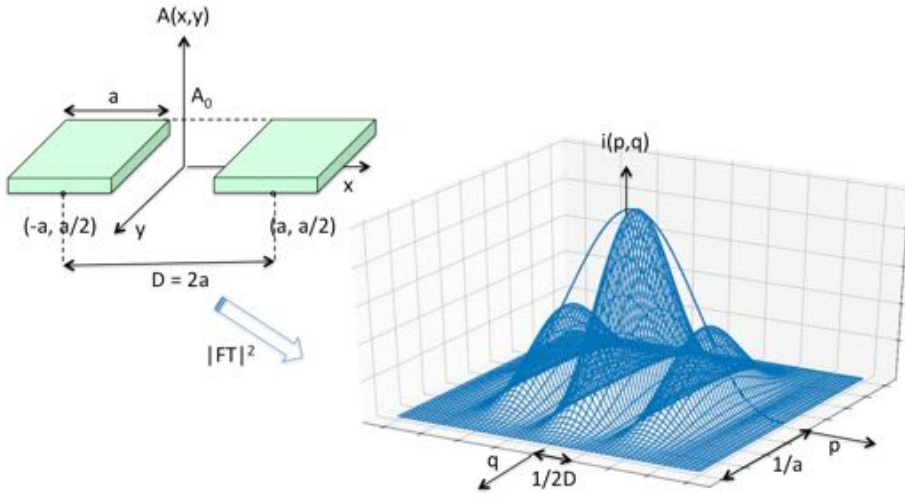 A(x,y)
a
A₀
x
(-a, a/2)
y
(a, a/2)
D = 2a
|FT|²
i(p,q)
q
1/2D
1/a
p